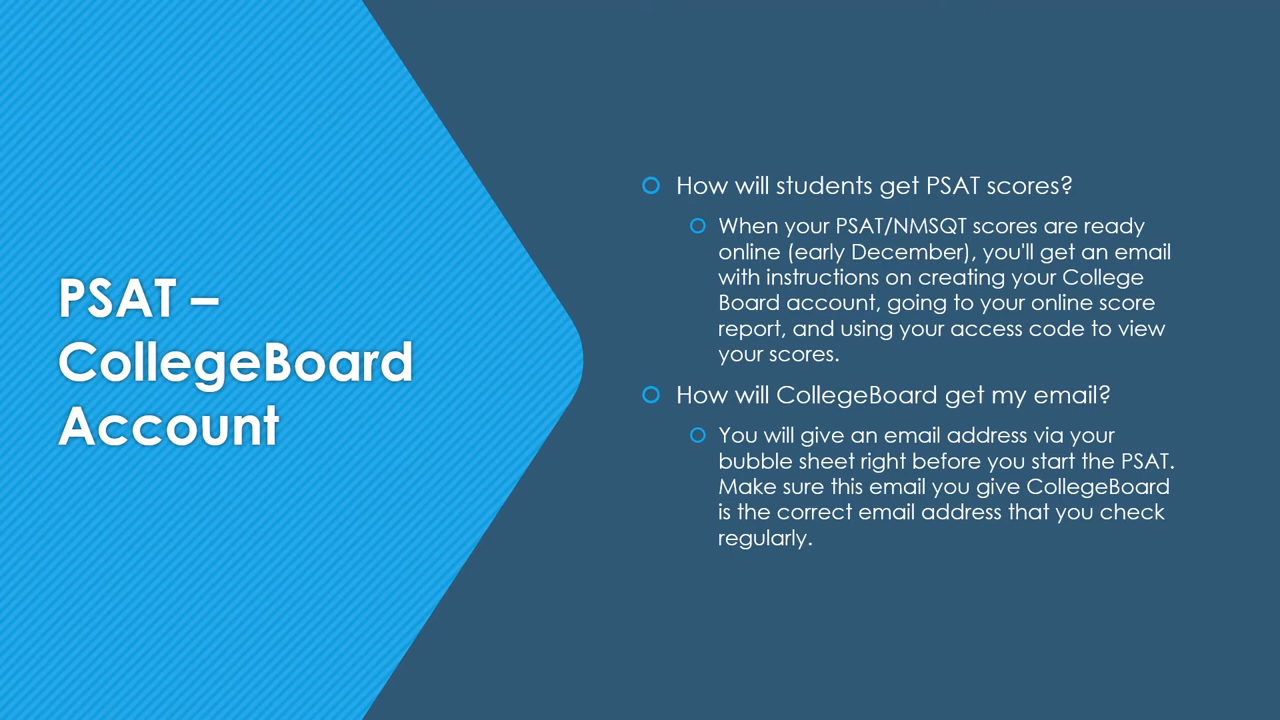 PSAT –
CollegeBoard
Account
How will students get PSAT scores?
When your PSAT/NMSQT scores are ready
online (early December), you'll get an email
with instructions on creating your College
Board account, going to your online score
report, and using your access code to view
your scores.
How will CollegeBoard get my email?
You will give an email address via your
bubble sheet right before you start the PSAT.
Make sure this email you give CollegeBoard
is the correct email address that you check
regularly.